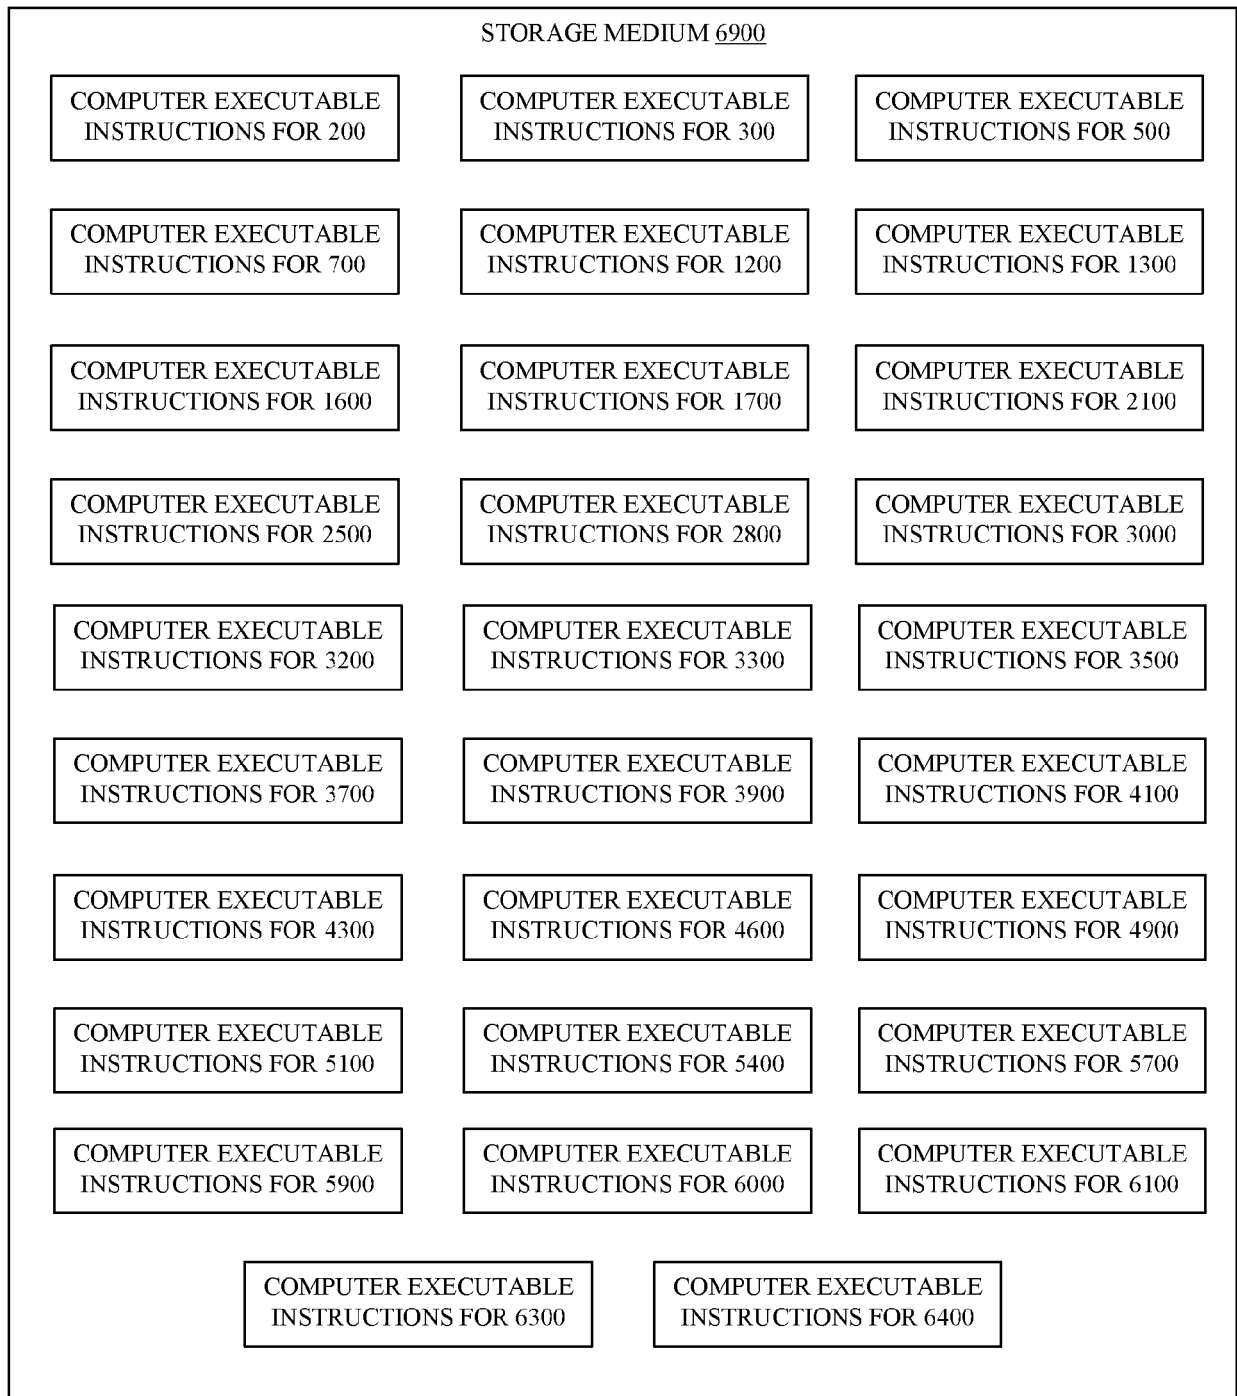 STORAGE MEDIUM 6900
COMPUTER EXECUTABLE
INSTRUCTIONS FOR 200
COMPUTER EXECUTABLE
INSTRUCTIONS FOR 300
COMPUTER EXECUTABLE
INSTRUCTIONS FOR 500
COMPUTER EXECUTABLE
INSTRUCTIONS FOR 700
COMPUTER EXECUTABLE
INSTRUCTIONS FOR 1200
COMPUTER EXECUTABLE
INSTRUCTIONS FOR 1300
COMPUTER EXECUTABLE
INSTRUCTIONS FOR 1600
COMPUTER EXECUTABLE
INSTRUCTIONS FOR 1700
COMPUTER EXECUTABLE
INSTRUCTIONS FOR 2100
COMPUTER EXECUTABLE
INSTRUCTIONS FOR 2500
COMPUTER EXECUTABLE
INSTRUCTIONS FOR 2800
COMPUTER EXECUTABLE
INSTRUCTIONS FOR 3000
COMPUTER EXECUTABLE
INSTRUCTIONS FOR 3200
COMPUTER EXECUTABLE
INSTRUCTIONS FOR 3300
COMPUTER EXECUTABLE
INSTRUCTIONS FOR 3500
COMPUTER EXECUTABLE
INSTRUCTIONS FOR 3700
COMPUTER EXECUTABLE
INSTRUCTIONS FOR 3900
COMPUTER EXECUTABLE
INSTRUCTIONS FOR 4100
COMPUTER EXECUTABLE
INSTRUCTIONS FOR 4300
COMPUTER EXECUTABLE
INSTRUCTIONS FOR 4600
COMPUTER EXECUTABLE
INSTRUCTIONS FOR 4900
COMPUTER EXECUTABLE
INSTRUCTIONS FOR 5100
COMPUTER EXECUTABLE
INSTRUCTIONS FOR 5400
COMPUTER EXECUTABLE
INSTRUCTIONS FOR 5700
COMPUTER EXECUTABLE
INSTRUCTIONS FOR 5900
COMPUTER EXECUTABLE
INSTRUCTIONS FOR 6000
COMPUTER EXECUTABLE
INSTRUCTIONS FOR 6100
COMPUTER EXECUTABLE
INSTRUCTIONS FOR 6300
COMPUTER EXECUTABLE
INSTRUCTIONS FOR 6400